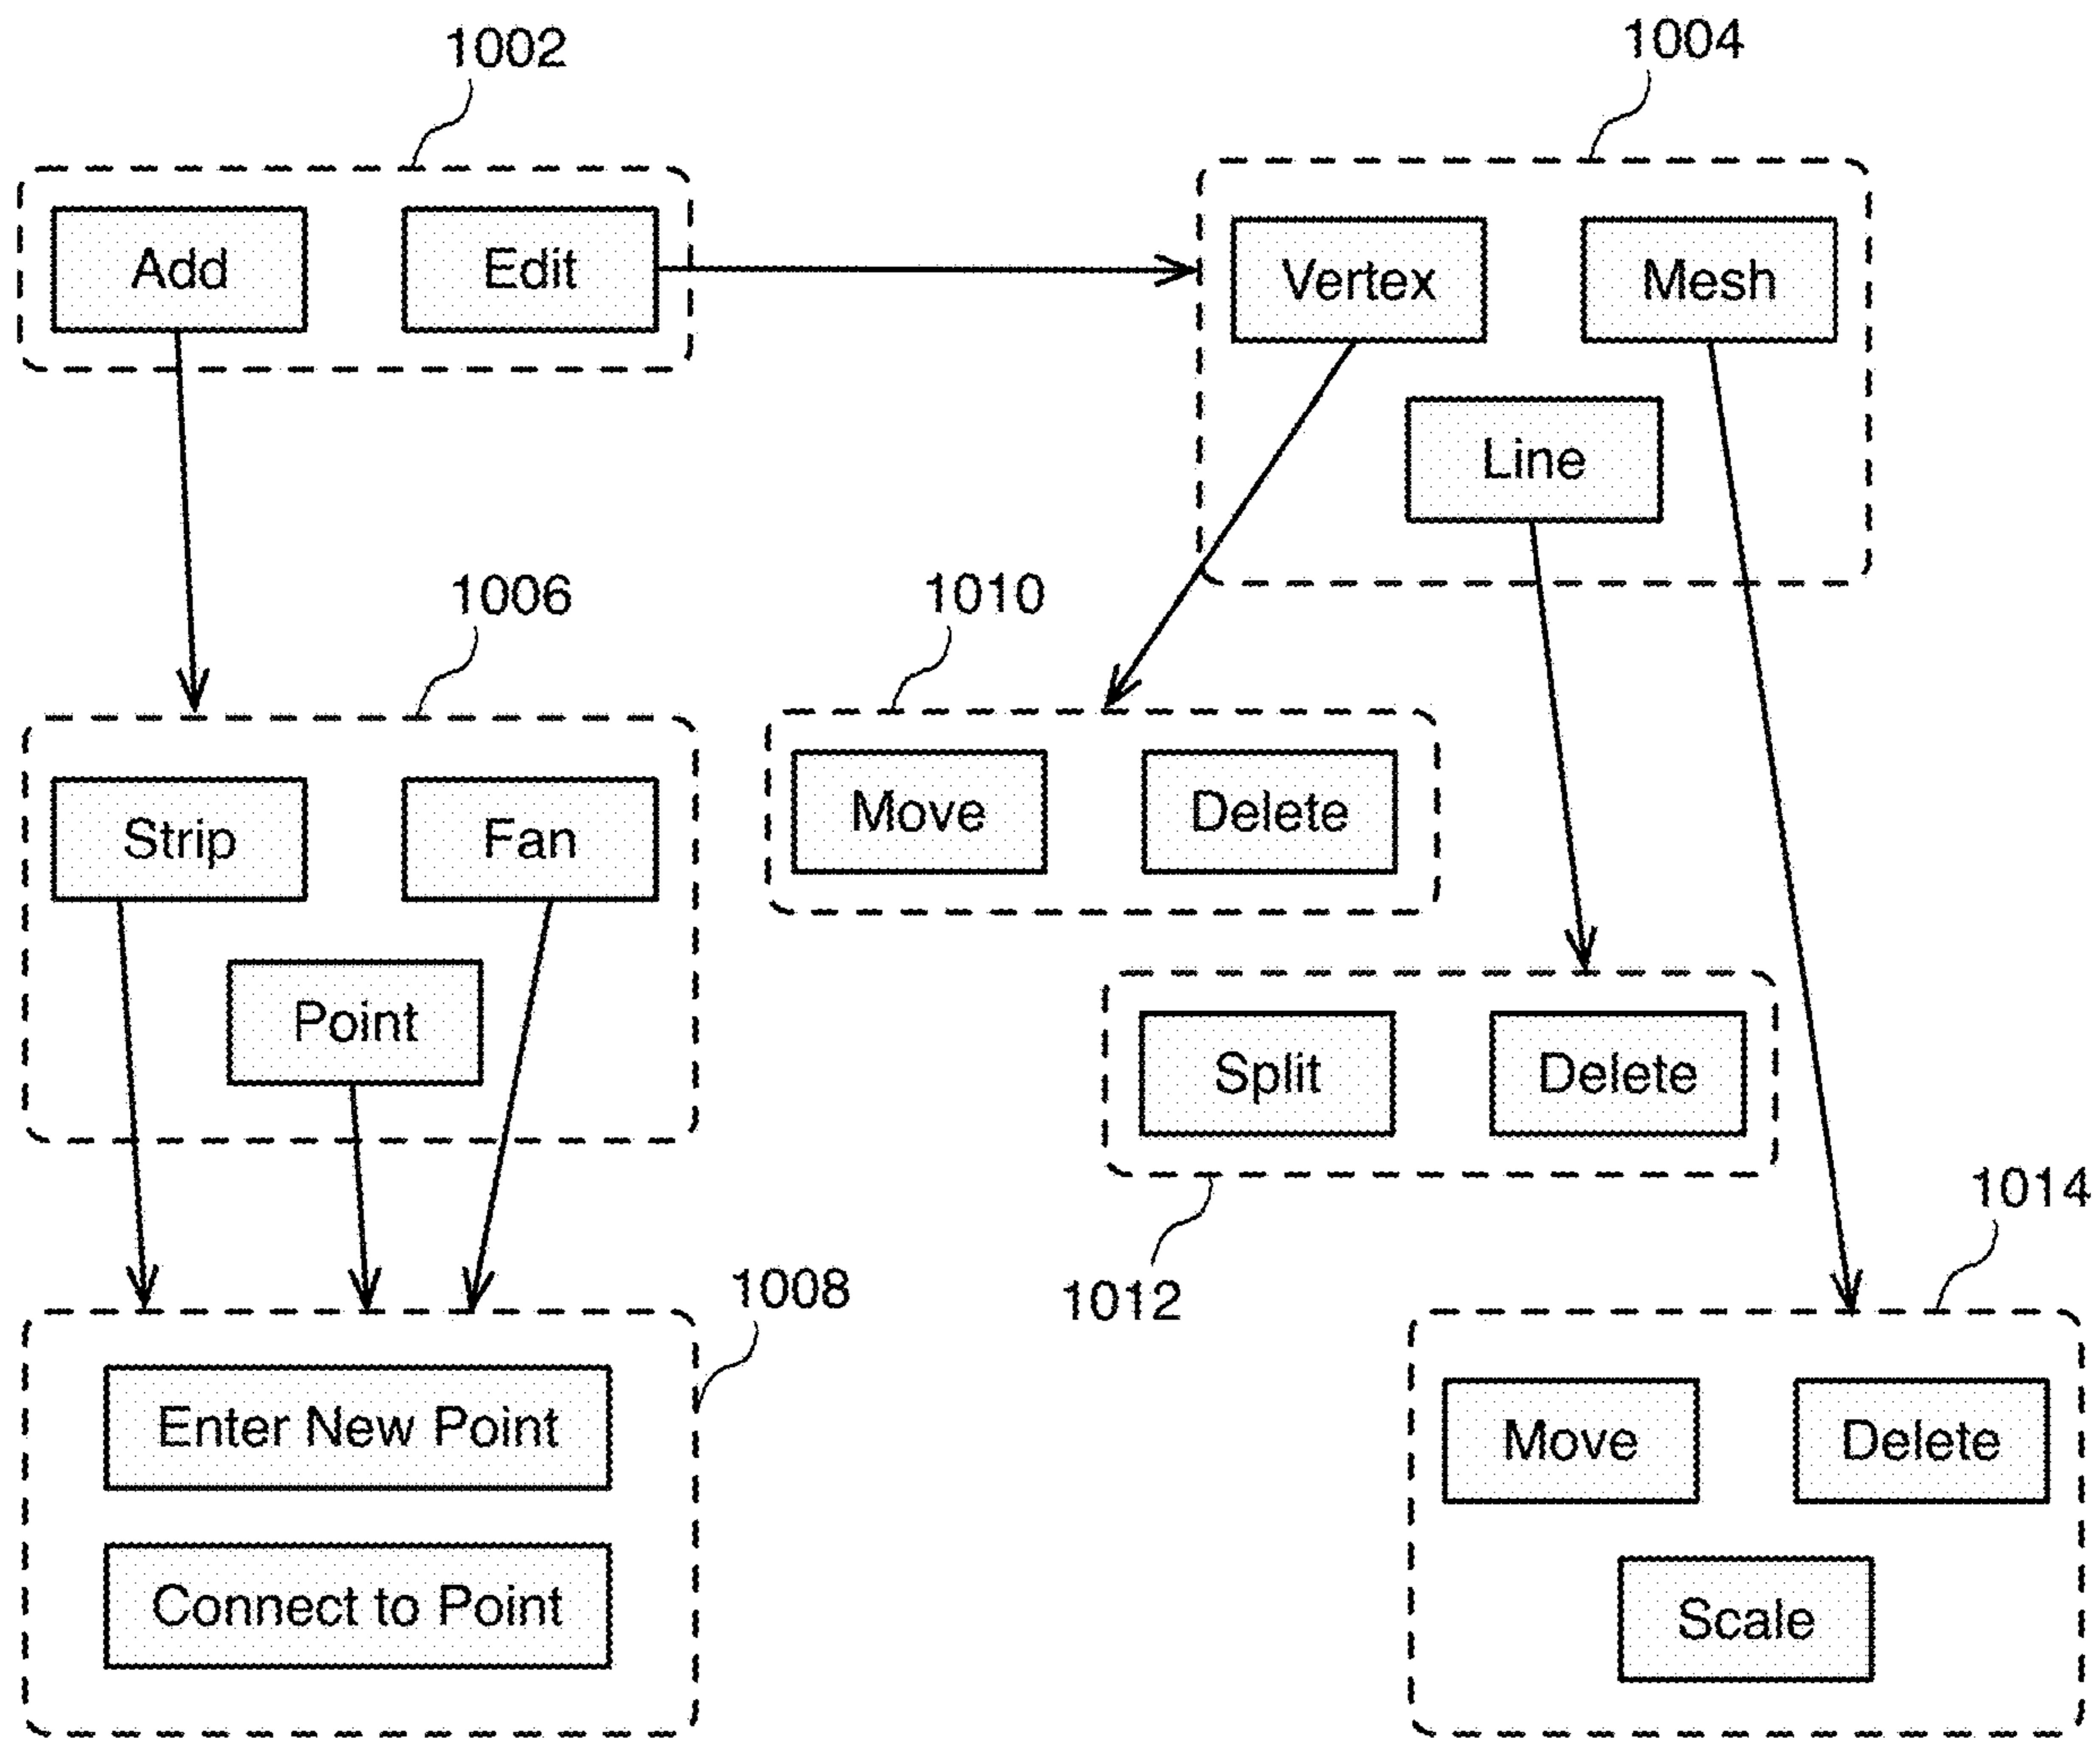 1002
1004
Add
Edit
Vertex
Mesh
Line
1006
1010
Strip
Fan
Move
Delete
Point
Split
Delete
1014
1008
1012
Enter New Point
Move
Delete
Connect to Point
Scale